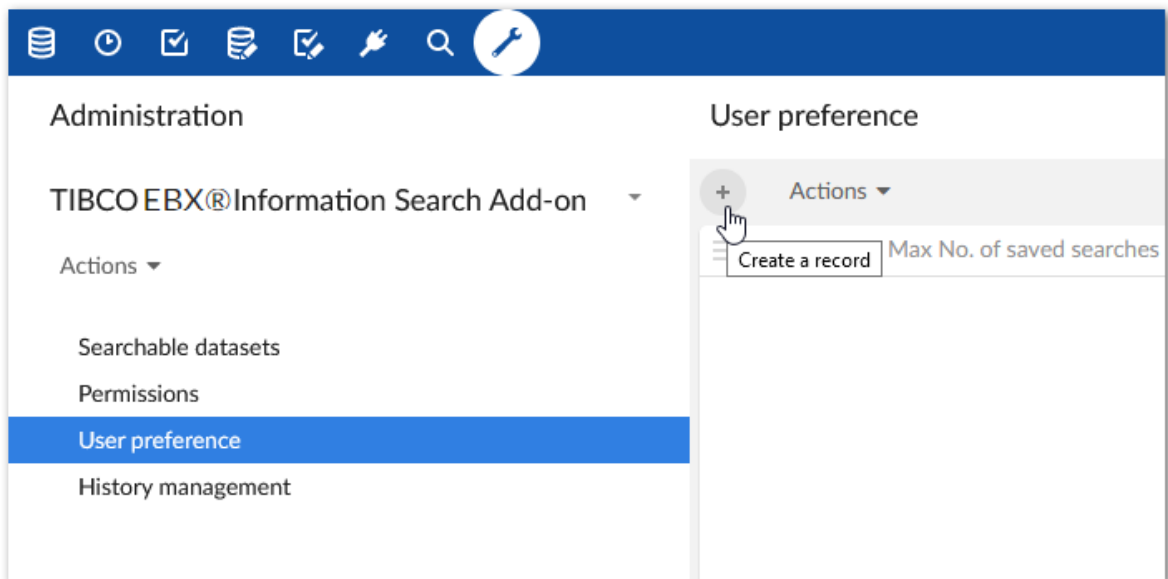 Administration
User preference
TIBCO EBX®Information Search Add-on
Actions
Actions
Create a record
Max No. of saved searches
Searchable datasets
Permissions
User preference
History management